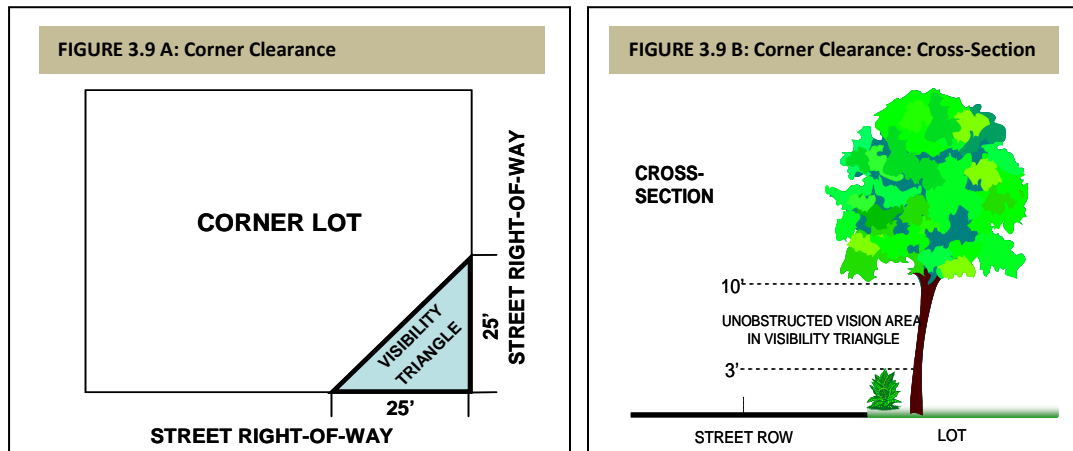 FIGURE 3.9 A: Corner Clearance
CORNER LOT
VISIBILITY
TRIANGLE
25’
STREET RIGHT-OF-WAY
25’
STREET RIGHT-OF-WAY
FIGURE 3.9 B: Corner Clearance: Cross-Section
CROSS-
SECTION
10’
UNOBSTRUCTED VISION AREA
IN VISIBILITY TRIANGLE
3’
STREET ROW
LOT